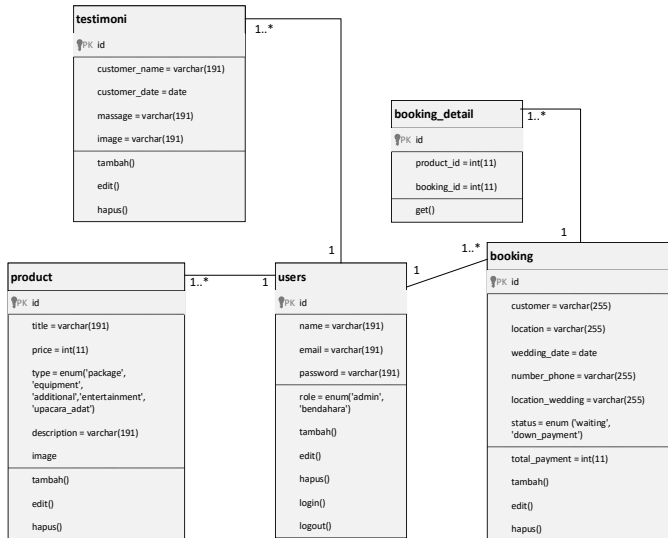 testimoni
PK id
customer_name = varchar(191)
customer_date = date
massage = varchar(191)
image = varchar(191)
tambah()
edit()
hapus()
1..*
1
booking_detail
PK id
product_id = int(11)
booking_id = int(11)
get()
1..*
1
product
PK id
title = varchar(191)
price = int(11)
type = enum('package',
'equipment',
'additional','entertainment',
'upacara_adat')
description = varchar(191)
image
tambah()
edit()
hapus()
1..*
1
users
PK id
name = varchar(191)
email = varchar(191)
password = varchar(191)
role = enum('admin',
'bendahara')
tambah()
edit()
hapus()
login()
logout()
1
1..*
booking
PK id
customer = varchar(255)
location = varchar(255)
wedding_date = date
number_phone = varchar(255)
location_wedding = varchar(255)
status = enum ('waiting',
'down_payment')
total_payment = int(11)
tambah()
edit()
hapus()